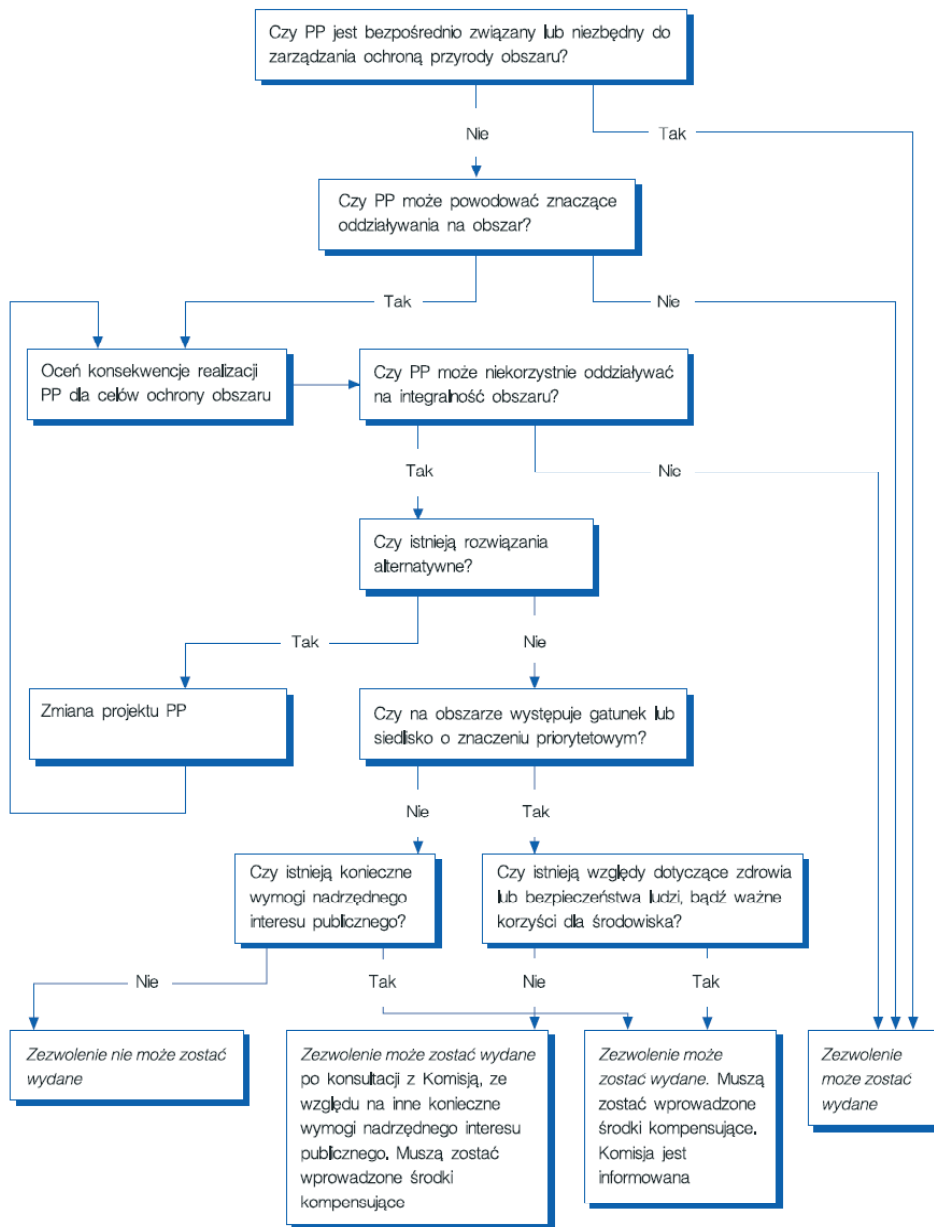 Czy PP jest bezpośrednio związany lub niezbędny do
zarządzania ochroną przyrody obszaru?
Nie
Tak
Czy PP może powodować znaczące
oddziaływania na obszar?
Tak
Nie
Oceń konsekwencje realizacji
PP dla celów ochrony obszaru
Czy PP może niekorzystnie oddziaływać
na integralność obszaru?
Tak
Nie
Czy istnieją rozwiązania
alternatywne?
Tak
Nie
Zmiana projektu PP
Czy na obszarze występuje gatunek lub
siedlisko o znaczeniu priorytetowym?
Nie
Tak
Czy istnieją konieczne
wymogi nadrzędnego
interesu publicznego?
Czy istnieją względy dotyczące zdrowia
lub bezpieczeństwa ludzi, bądź ważne
korzyści dla środowiska?
Nie
Tak
Nie
Tak
Zezwolenie nie może zostać
wydane
Zezwolenie może zostać wydane
po konsultacji z Komisją, ze
względu na inne konieczne
wymogi nadrzędnego interesu
publicznego. Muszą zostać
wprowadzone środki
kompensujące
Zezwolenie może
zostać wydane. Muszą
zostać wprowadzone
środki kompensujące.
Komisja jest
informowana
Zezwolenie
może zostać
wydane